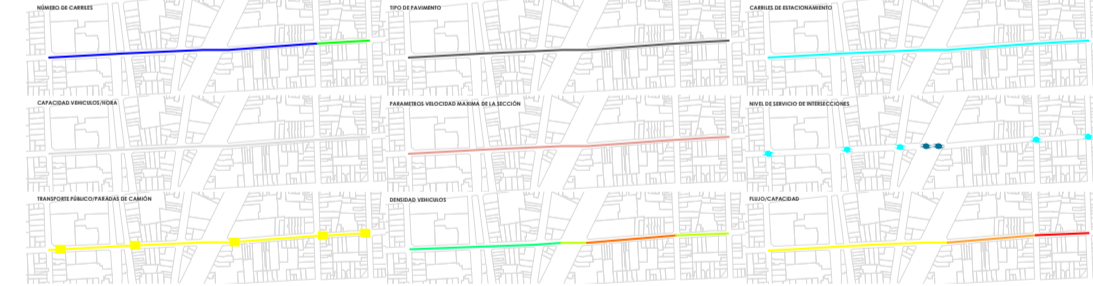 NÚMERO DE CARRILES
TIPO DE PAVIMENTO
CARRILES DE ESTACIONAMIENTO
CAPACIDAD VEHICULOS/HORA
PARAMETROS VELOCIDAD MAXIMA DE LA SECCIÓN
NIVEL DE SERVICIO DE INTERSECCIONES
TRANSPORTE PÚBLICO/PARADAS DE CAMIÓN
DENSIDAD VEHICULOS
FLUJO/CAPACIDAD